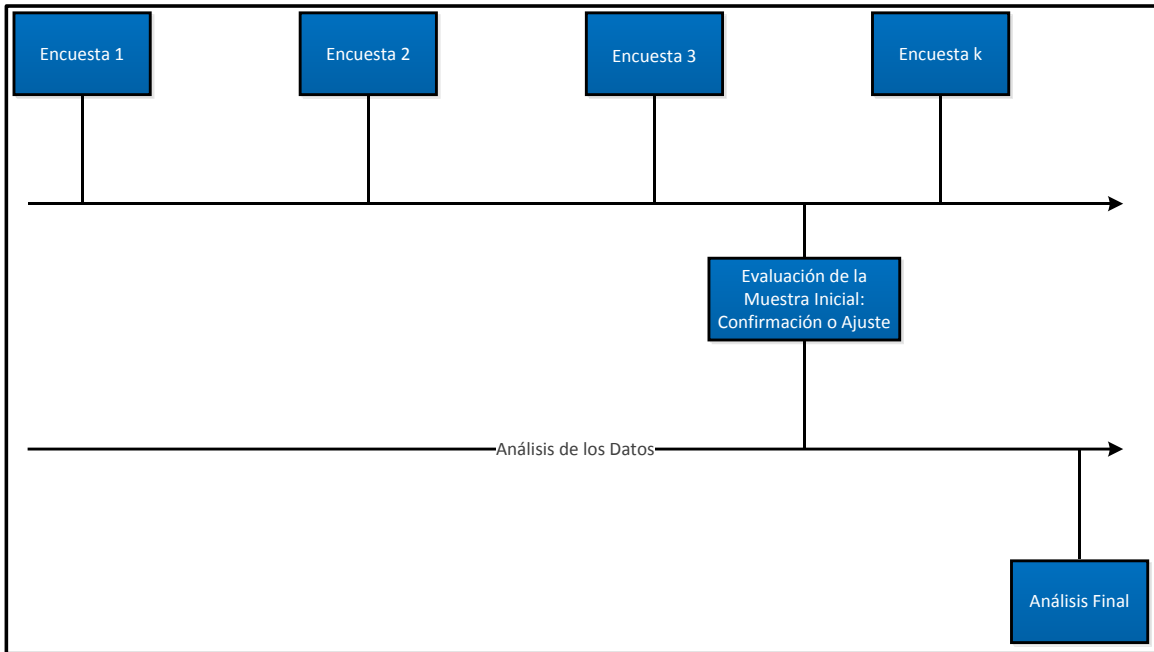 Encuesta 1
Encuesta 2
Encuesta 3
Encuesta k
Evaluación de la
Muestra Inicial:
Confirmación o Ajuste
Análisis de los Datos
Análisis Final